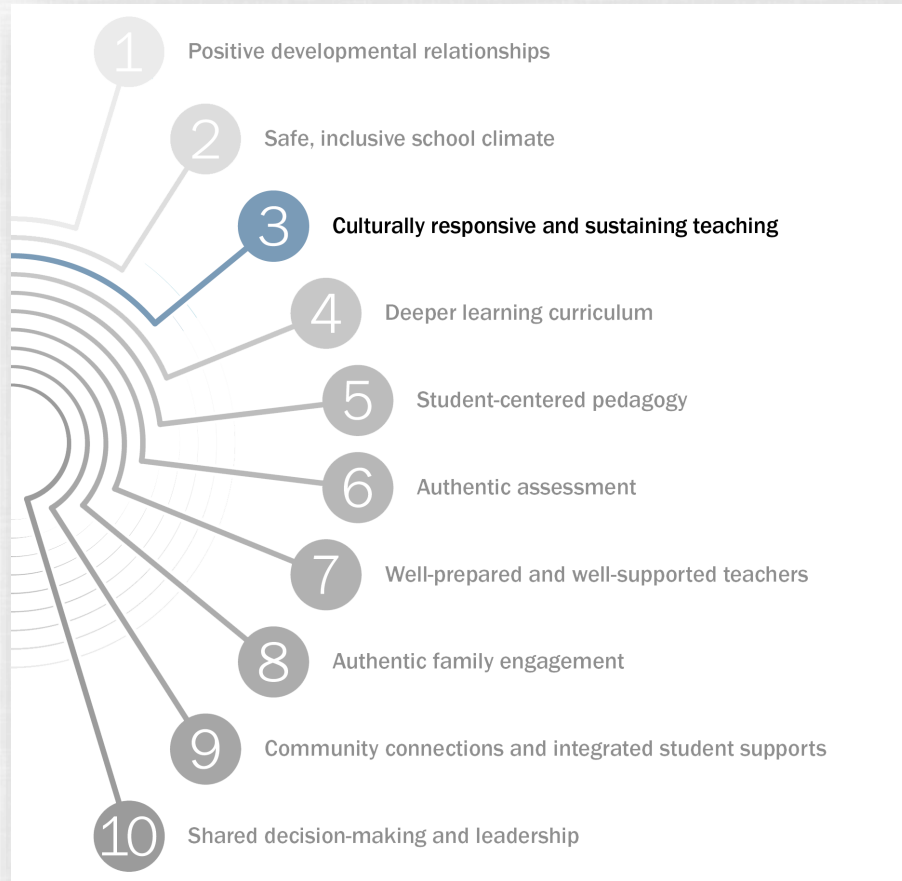 1 Positive developmental relationships
2 Safe, inclusive school climate
3 Culturally responsive and sustaining teaching
4 Deeper learning curriculum
5 Student-centered pedagogy
6 Authentic assessment
7 Well-prepared and well-supported teachers
8 Authentic family engagement
9 Community connections and integrated student supports
10 Shared decision-making and leadership